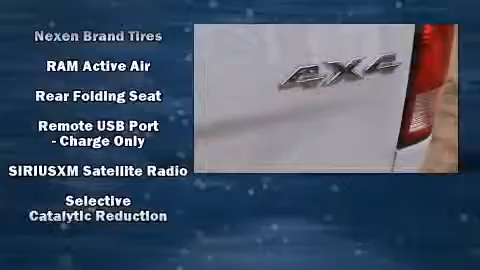 Nexen Brand Tires
RAM Active Air
Rear Folding Seat
Remote USB Port
- Charge Only
SIRIUSXM Satellite Radio
Selective
Catalytic Reduction
4X4